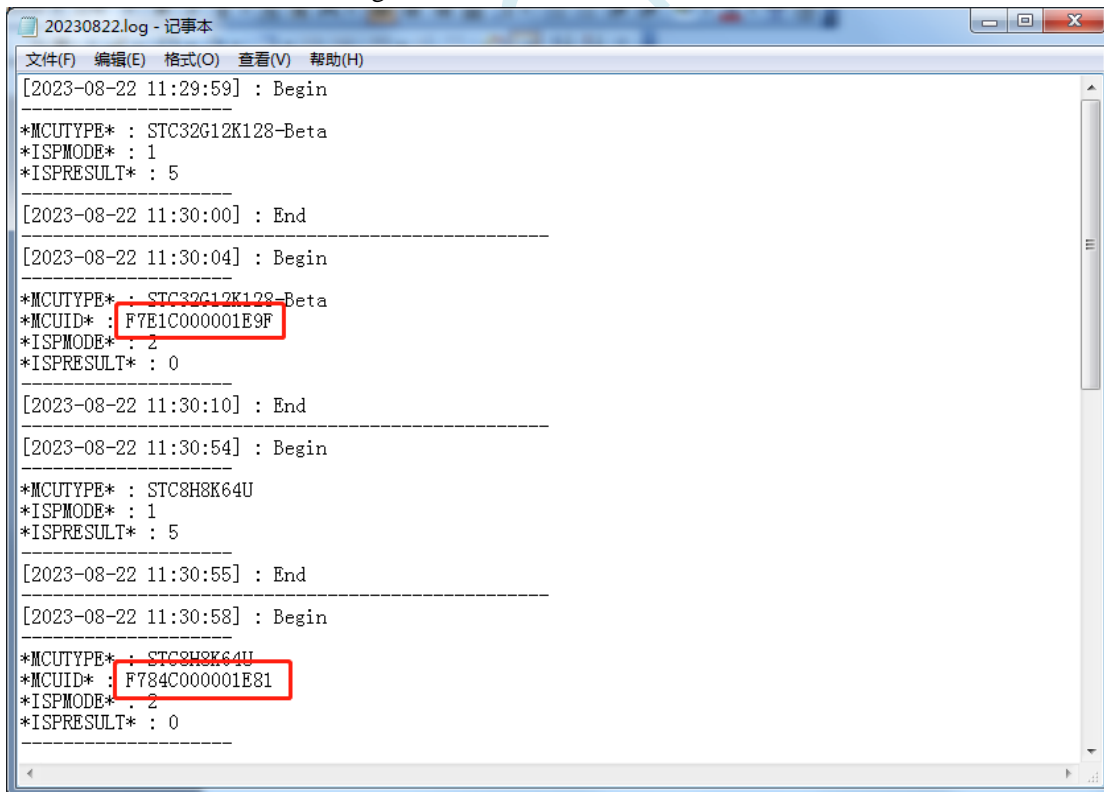 20230822.log - 记事本
文件(F) 编辑(E) 格式(O) 查看(V) 帮助(H)
[2023-08-22 11:29:59] : Begin
--------------------
*MCUTYPE* : STC32G12K128-Beta
*ISPMODE* : 1
*ISPRESULT* : 5
--------------------
[2023-08-22 11:30:00] : End
--------------------------------------------------
[2023-08-22 11:30:04] : Begin
--------------------
*MCUTYPE* : STC32G12K128-Beta
*MCUID* : F7E1C000001E9F
*ISPMODE* : 2
*ISPRESULT* : 0
--------------------
[2023-08-22 11:30:10] : End
--------------------------------------------------
[2023-08-22 11:30:54] : Begin
--------------------
*MCUTYPE* : STC8H8K64U
*ISPMODE* : 1
*ISPRESULT* : 5
--------------------
[2023-08-22 11:30:55] : End
--------------------------------------------------
[2023-08-22 11:30:58] : Begin
--------------------
*MCUTYPE* : STC8H8K64U
*MCUID* : F784C000001E81
*ISPMODE* : 2
*ISPRESULT* : 0
--------------------